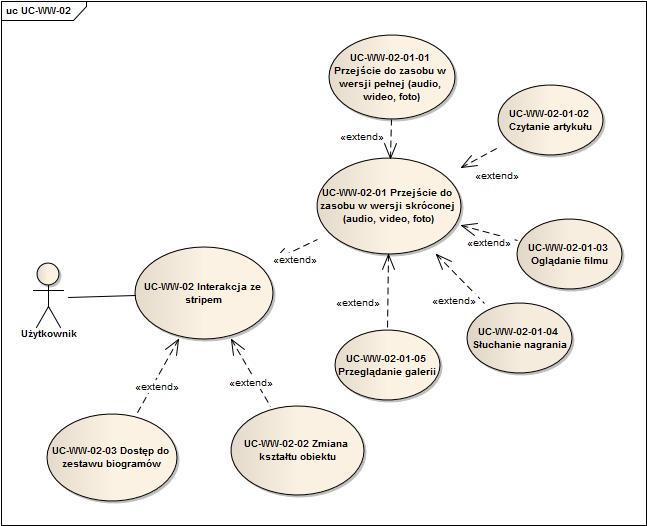 uc UC-WW-02
UC-WW-02-01-01
Przejście do zasobu w
wersji pełnej (audio,
wideo, foto)
«extend»
UC-WW-02-01-02
Czytanie artykułu
«extend»
UC-WW-02-01 Przejście do
zasobu w wersji skróconej
(audio, video, foto)
«extend»
UC-WW-02-01-03
Oglądanie filmu
«extend»
UC-WW-02 Interakcja ze
stripem
Użytkownik
«extend»
«extend»
UC-WW-02-01-04
Słuchanie nagrania
UC-WW-02-01-05
Przeglądanie galerii
«extend»
«extend»
UC-WW-02-03 Dostęp do
zestawu biogramów
UC-WW-02-02 Zmiana
kształtu obiektu